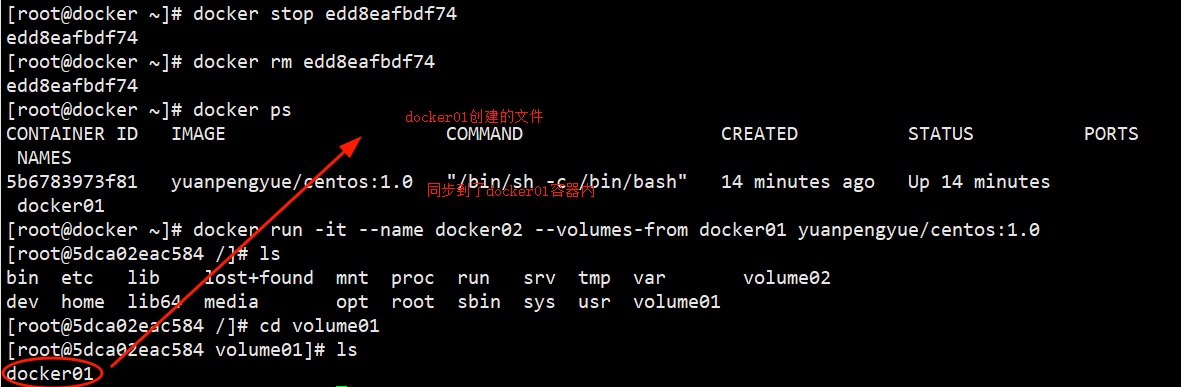 [root@docker ~]# docker stop edd8eafbdf74
edd8eafbdf74
[root@docker ~]# docker rm edd8eafbdf74
edd8eafbdf74
[root@docker ~]# docker ps
docker01创建的文件
CONTAINER ID   IMAGE                    COMMAND                  CREATED          STATUS          PORTS
 NAMES
5b6783973f81   yuanpengyue/centos:1.0   "/bin/sh -c /bin/bash"   14 minutes ago   Up 14 minutes
同步到了docker01容器内
 docker01
[root@docker ~]# docker run -it --name docker02 --volumes-from docker01 yuanpengyue/centos:1.0
[root@5dca02eac584 /]# ls
bin  etc   lib    lost+found  mnt  proc  run   srv  tmp  var       volume02
dev  home  lib64  media       opt  root  sbin  sys  usr  volume01
[root@5dca02eac584 /]# cd volume01
[root@5dca02eac584 volume01]# ls
docker01